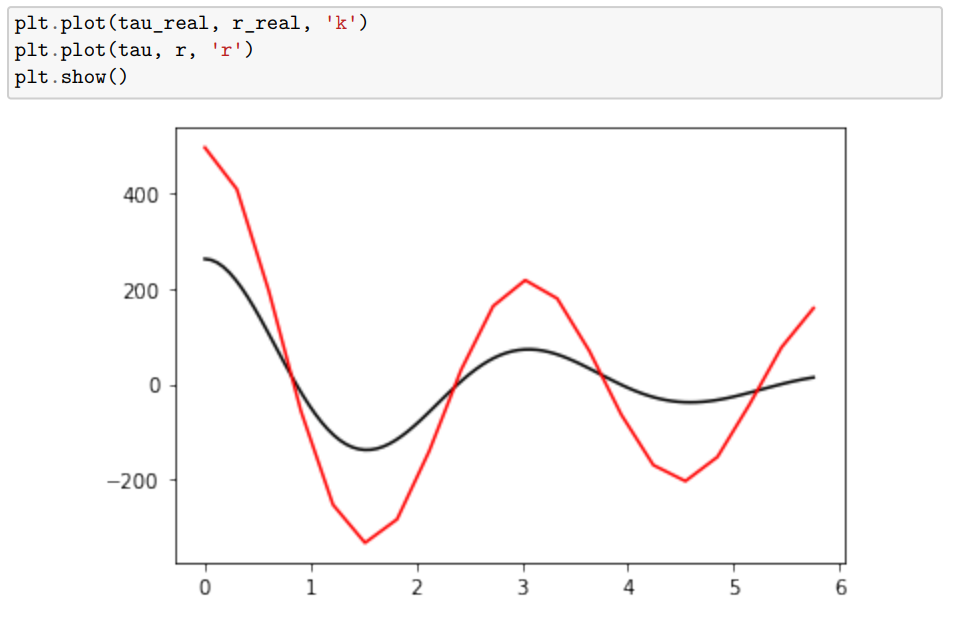 plt.plot(tau_real, r_real, 'k')
plt.plot(tau, r, 'r')
plt.show()
400
200
0
−200
0 1 2 3 4 5 6